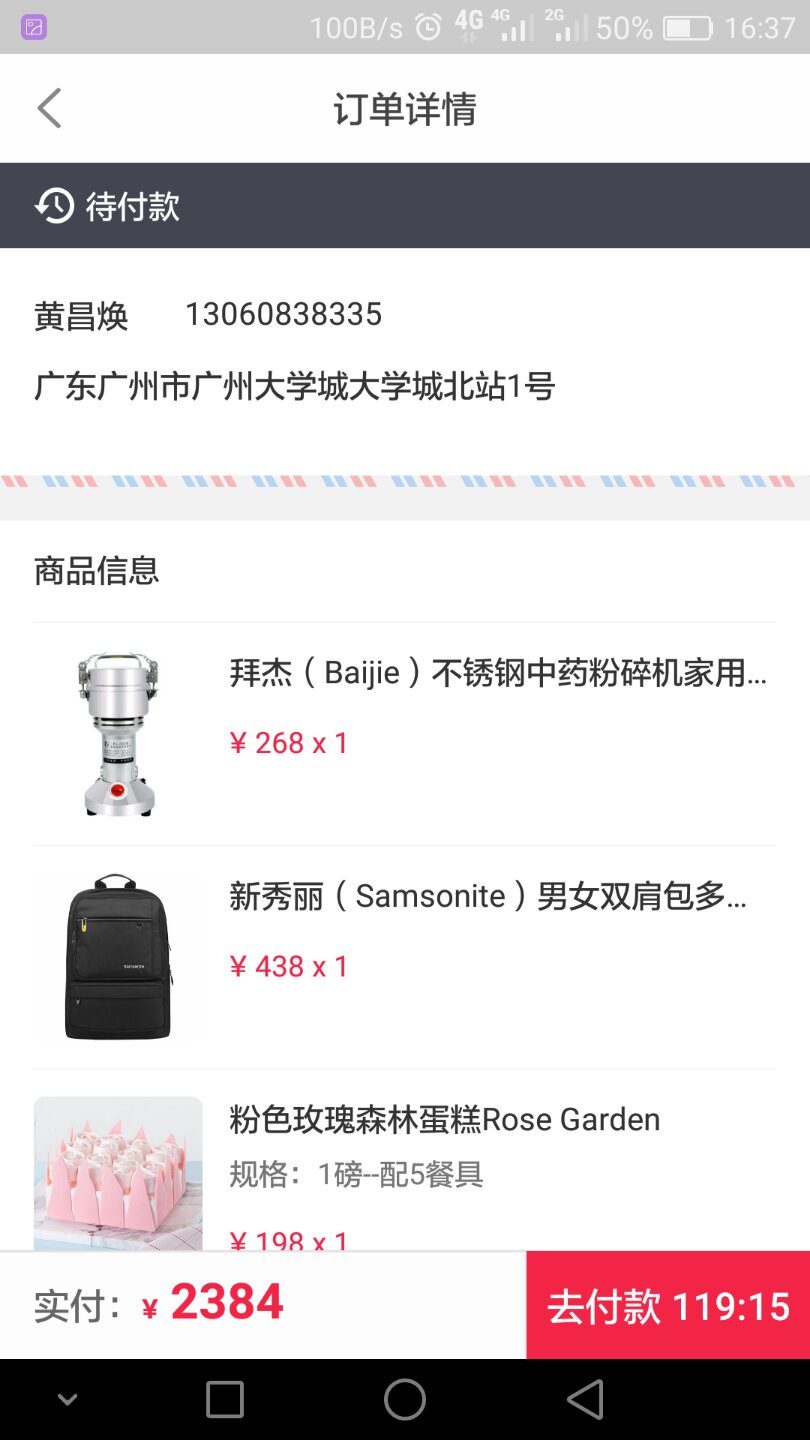 100B/s 4G 4G 2G 50% 16:37
订单详情
待付款
黄昌焕 13060838335
广东广州市广州大学城大学城北站1号
商品信息
拜杰（Baijie）不锈钢中药粉碎机家用...
¥ 268 x 1
新秀丽（Samsonite）男女双肩包多...
¥ 438 x 1
Samsonite
粉色玫瑰森林蛋糕Rose Garden
规格：1磅--配5餐具
¥ 198 x 1
实付：¥ 2384
去付款 119:15